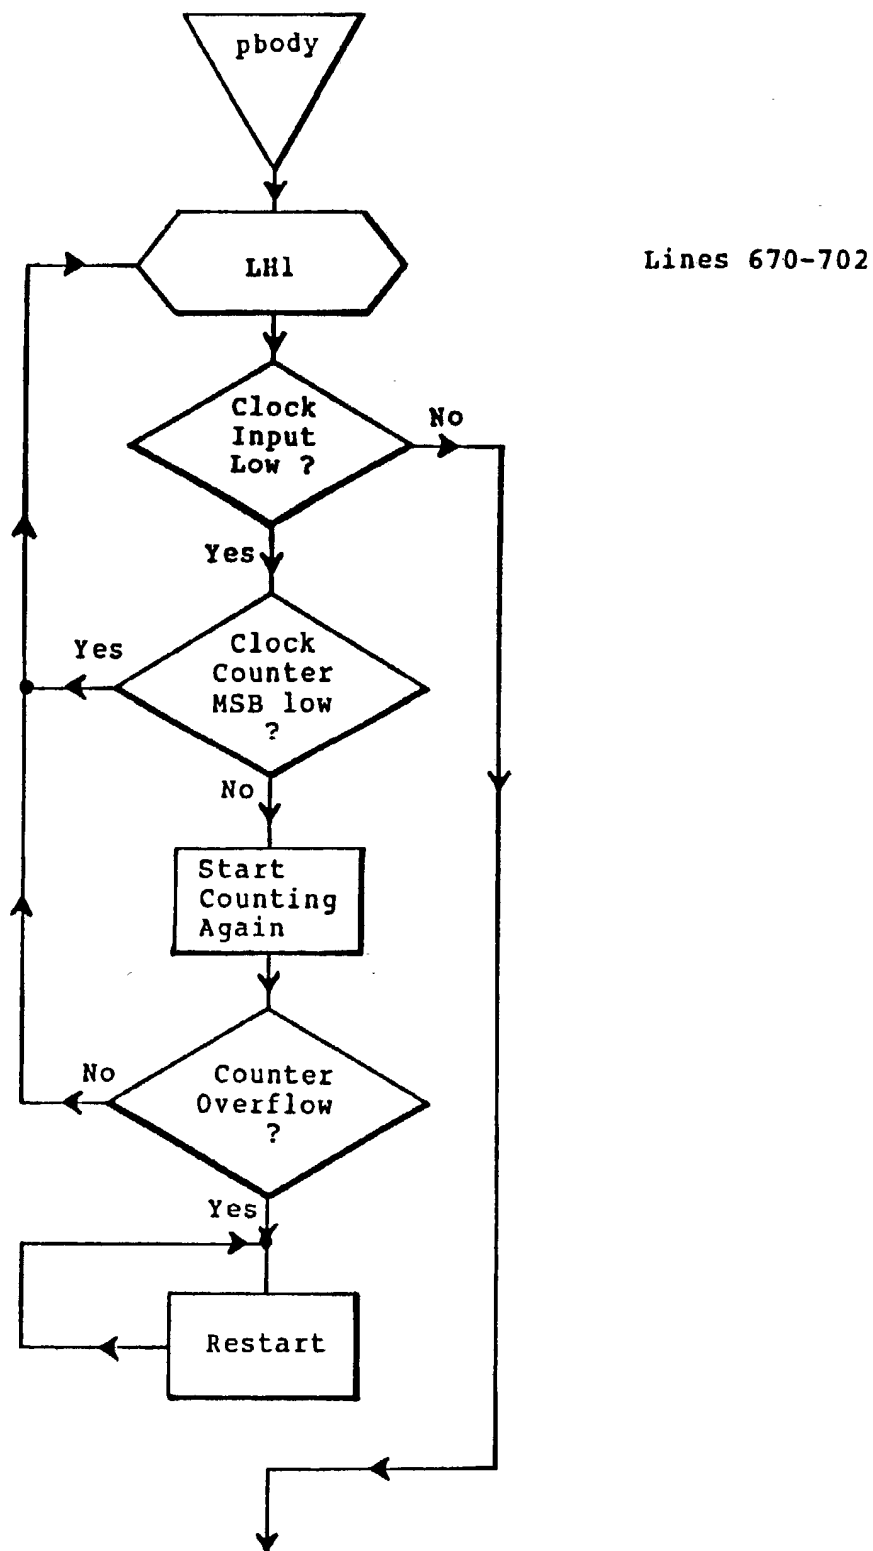 pbody
LH1
Lines 670-702
Clock
Input
Low ?
No
Yes
Clock
Counter
MSB low
?
Yes
No
Start
Counting
Again
Counter
Overflow
?
No
Yes
Restart